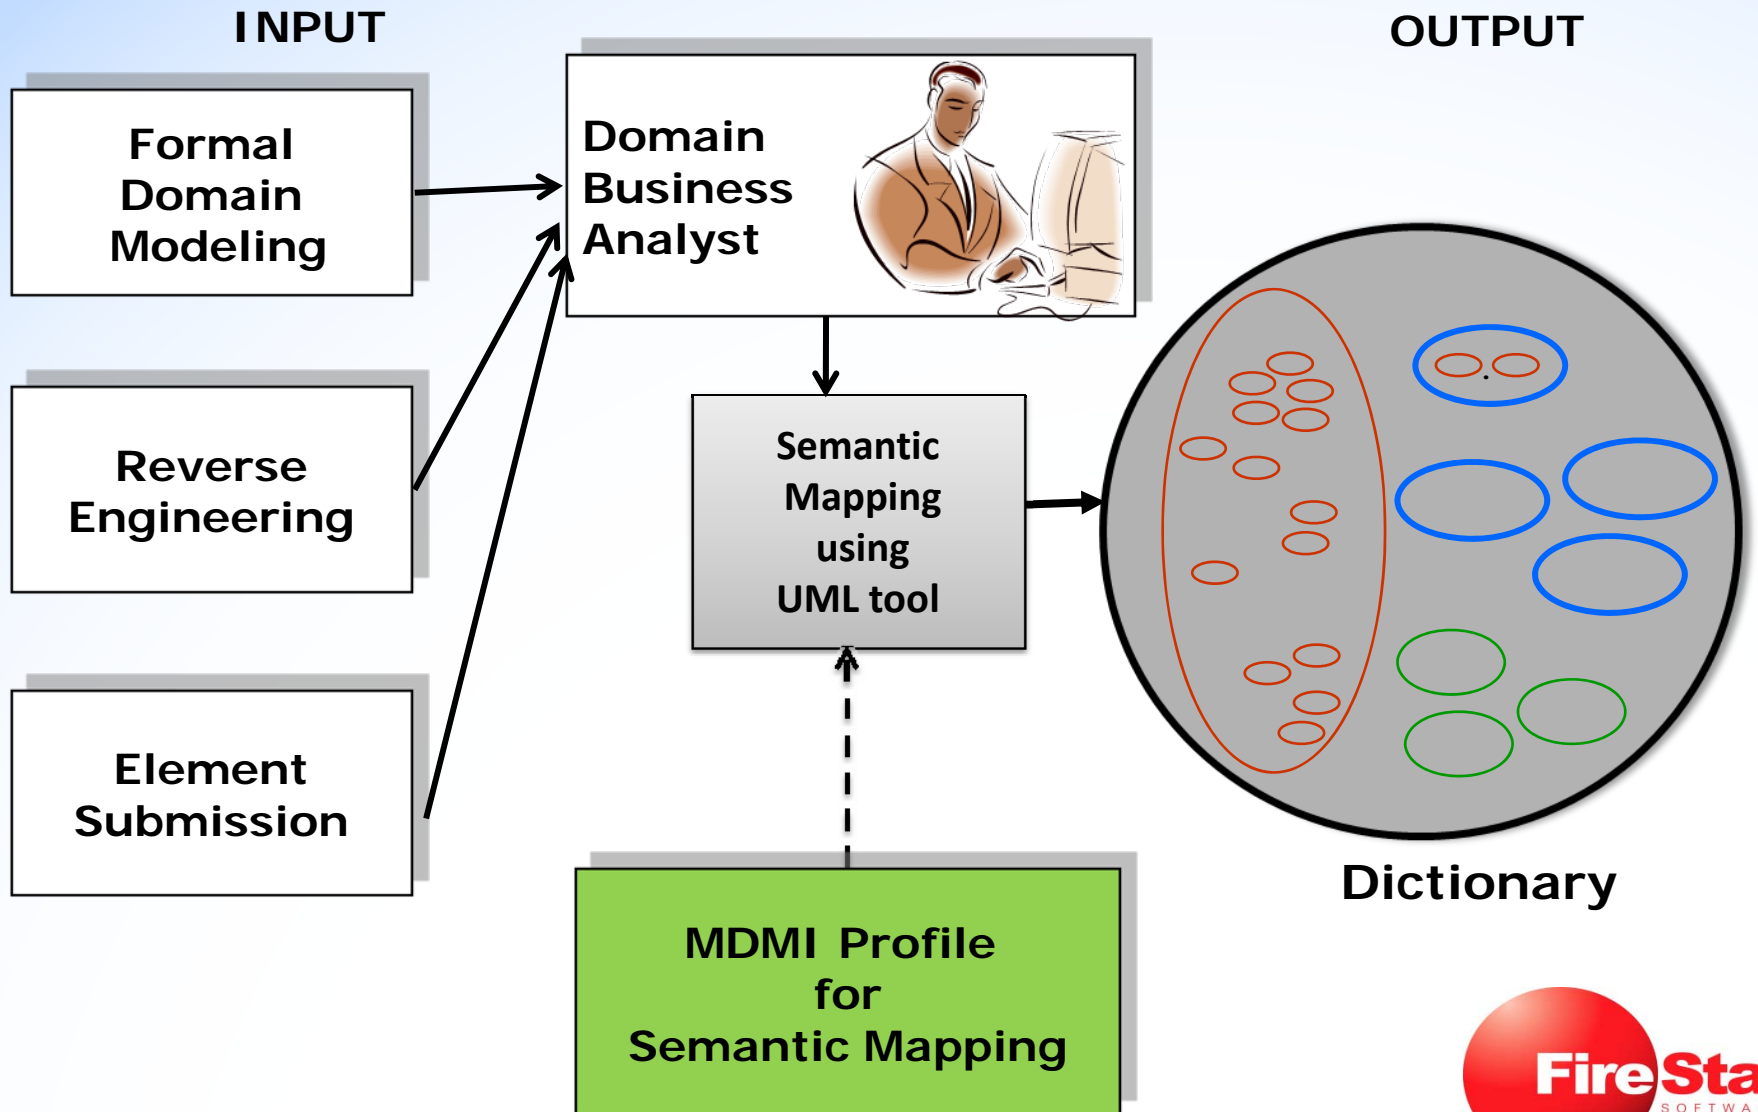 INPUT
OUTPUT
Formal
Domain
Modeling
Domain
Business
Analyst
Reverse
Engineering
Semantic
Mapping
using
UML tool
Element
Submission
Dictionary
MDMI Profile
for
Semantic Mapping
FireSta
SOFTWA